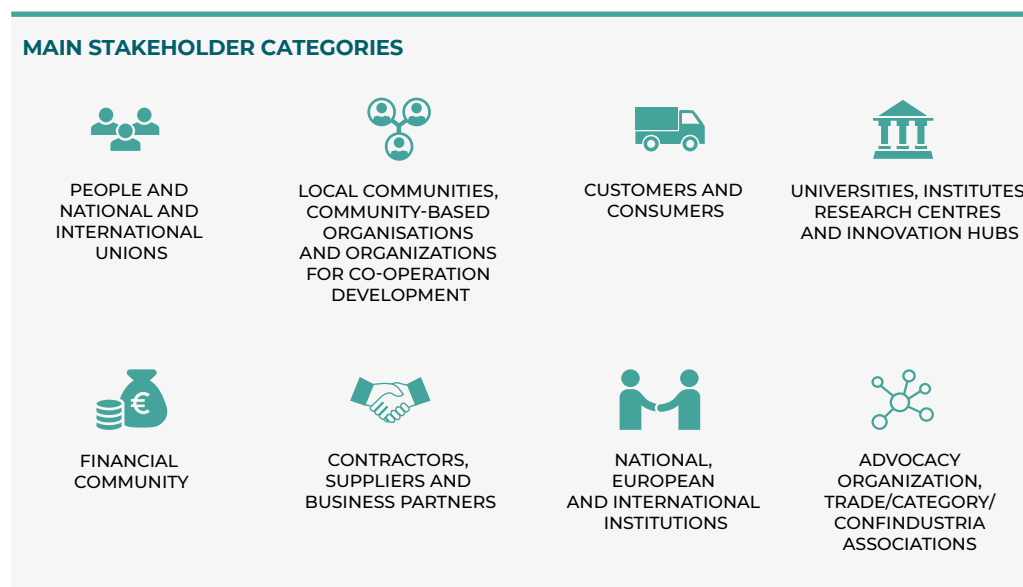 MAIN STAKEHOLDER CATEGORIES
PEOPLE AND
NATIONAL AND
INTERNATIONAL
UNIONS
LOCAL COMMUNITIES,
COMMUNITY-BASED
ORGANISATIONS
AND ORGANIZATIONS
FOR CO-OPERATION
DEVELOPMENT
CUSTOMERS AND
CONSUMERS
UNIVERSITIES, INSTITUTES
RESEARCH CENTRES
AND INNOVATION HUBS
€
FINANCIAL
COMMUNITY
CONTRACTORS,
SUPPLIERS AND
BUSINESS PARTNERS
NATIONAL,
EUROPEAN
AND INTERNATIONAL
INSTITUTIONS
ADVOCACY
ORGANIZATION,
TRADE/CATEGORY/
CONFINDUSTRIA
ASSOCIATIONS